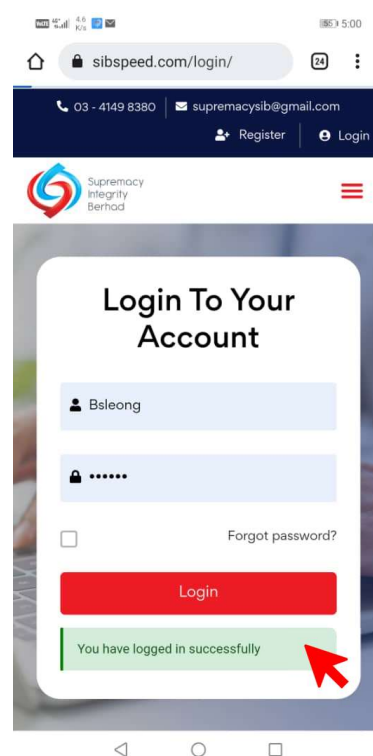 4.6 K/s 55 5:00
sibspeed.com/login/ 24
03 - 4149 8380 supremacysib@gmail.com
Register Login
Supremacy
Integrity
Berhad
Login To Your
Account
Bsleong
••••••
Forgot password?
Login
You have logged in successfully